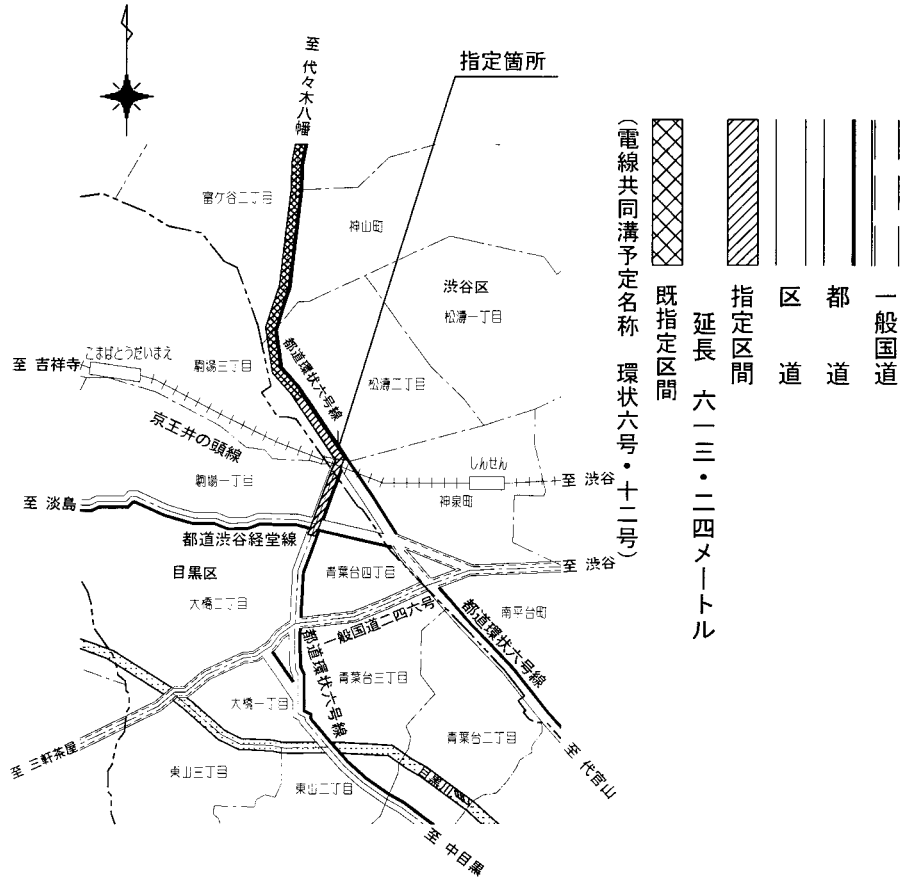 指定箇所
至 代々木八幡
富ケ谷二丁目
神山町
渋谷区
松濤一丁目
都道環状六号線
駒場三丁目
松濤二丁目
こまばとうだいまえ
至 吉祥寺
京王井の頭線
しんせん
至 渋谷
駒場一丁目
神泉町
至 淡島
都道渋谷経堂線
至 渋谷
目黒区
青葉台四丁目
大橋二丁目
一般国道二四六号
南平台町
都道環状六号線
都道環状六号線
青葉台三丁目
大橋一丁目
青葉台二丁目
至 三軒茶屋
東山三丁目
東山二丁目
目黒川
至 代官山
至 中目黒
一般国道
都道
区道
指定区間
延長 六一三・二四メートル
既指定区間
（電線共同溝予定名称 環状六号・十二号）